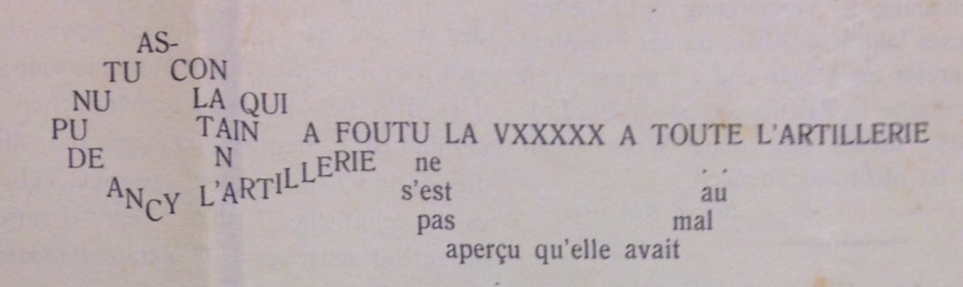 AS-
TU CON
NU LA QUI
PU TAIN A FOUTU LA VXXXXX A TOUTE L'ARTILLERIE
DE N
ANCY L'ARTILLERIE ne
s'est au
pas mal
aperçu qu'elle avait